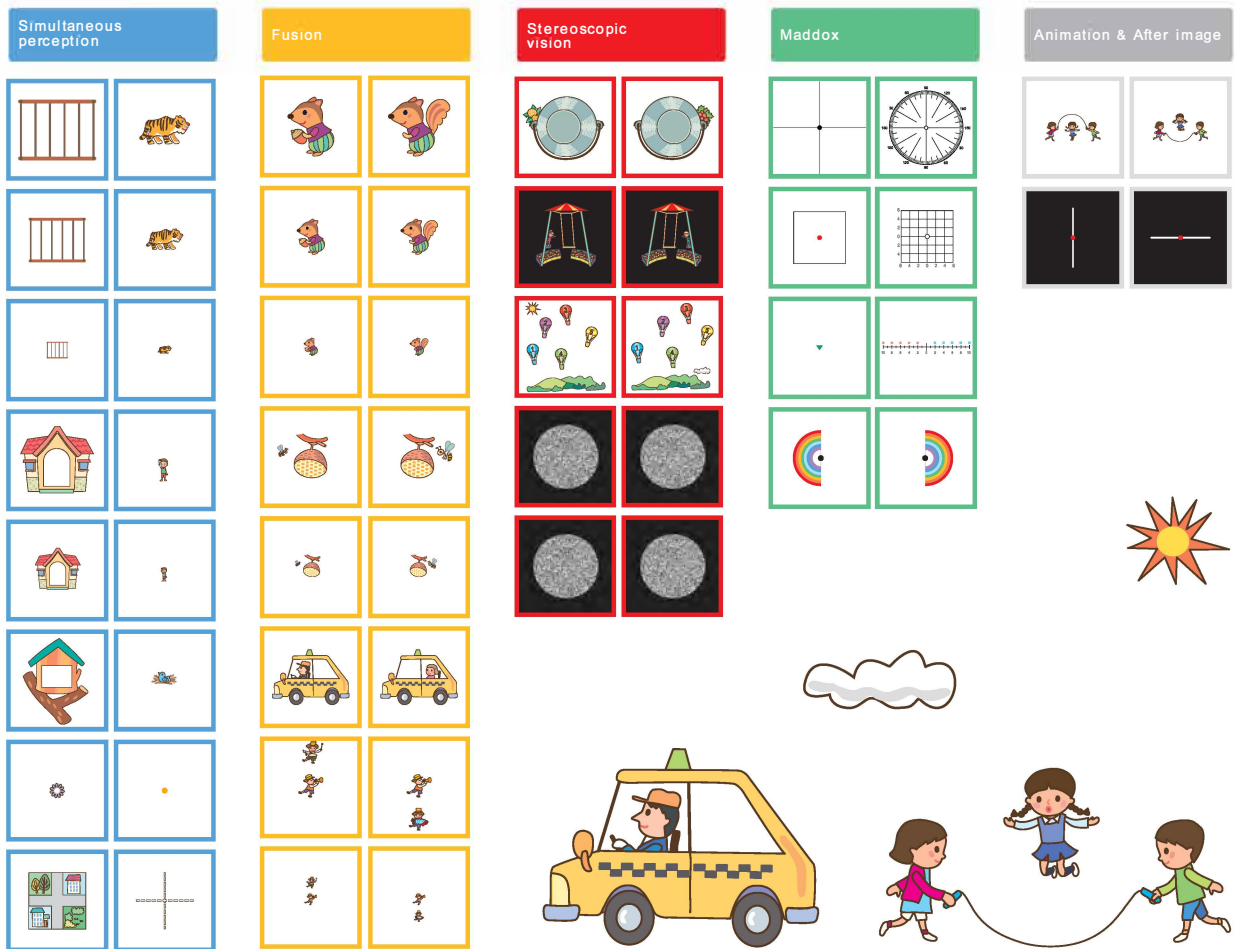 Simultaneous
perception
Fusion
Stereoscopic
vision
Maddox
Animation & After image